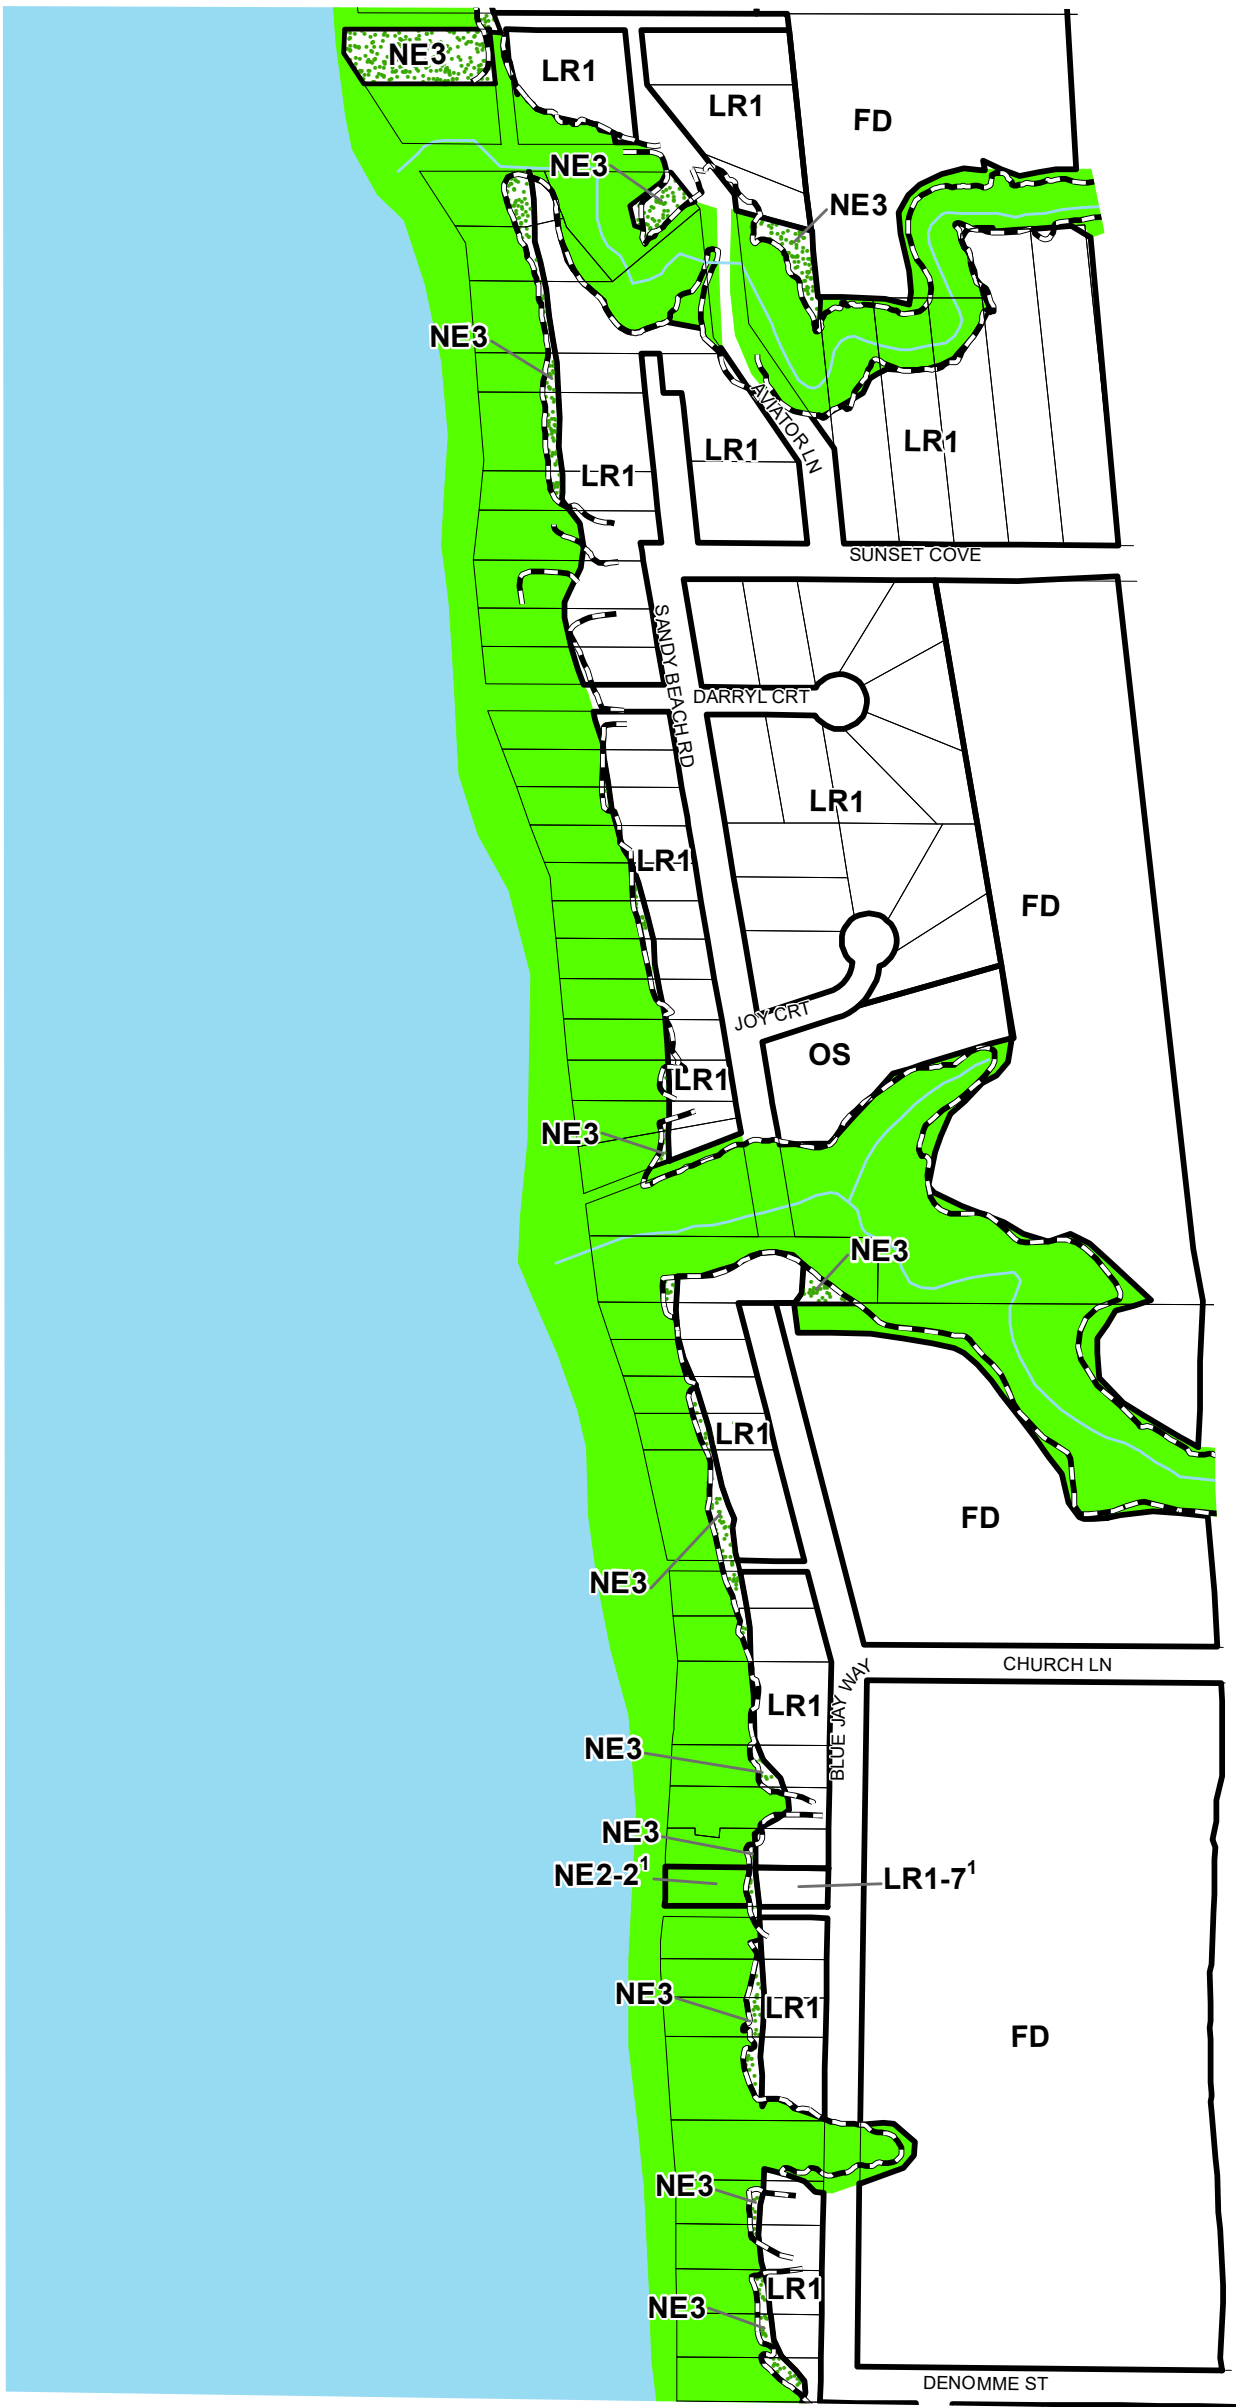 NE3
LR1
LR1
FD
NE3
NE3
NE3
AVIATOR LN
LR1
LR1
LR1
SUNSET COVE
SANDY BEACH RD
DARRYL CRT
LR1
LR1
FD
JOY CRT
OS
LR1
NE3
NE3
LR1
FD
NE3
CHURCH LN
BLUE JAY WAY
LR1
NE3
NE3
NE2-2¹
LR1-7¹
NE3
LR1
FD
NE3
LR1
NE3
DENOMME ST